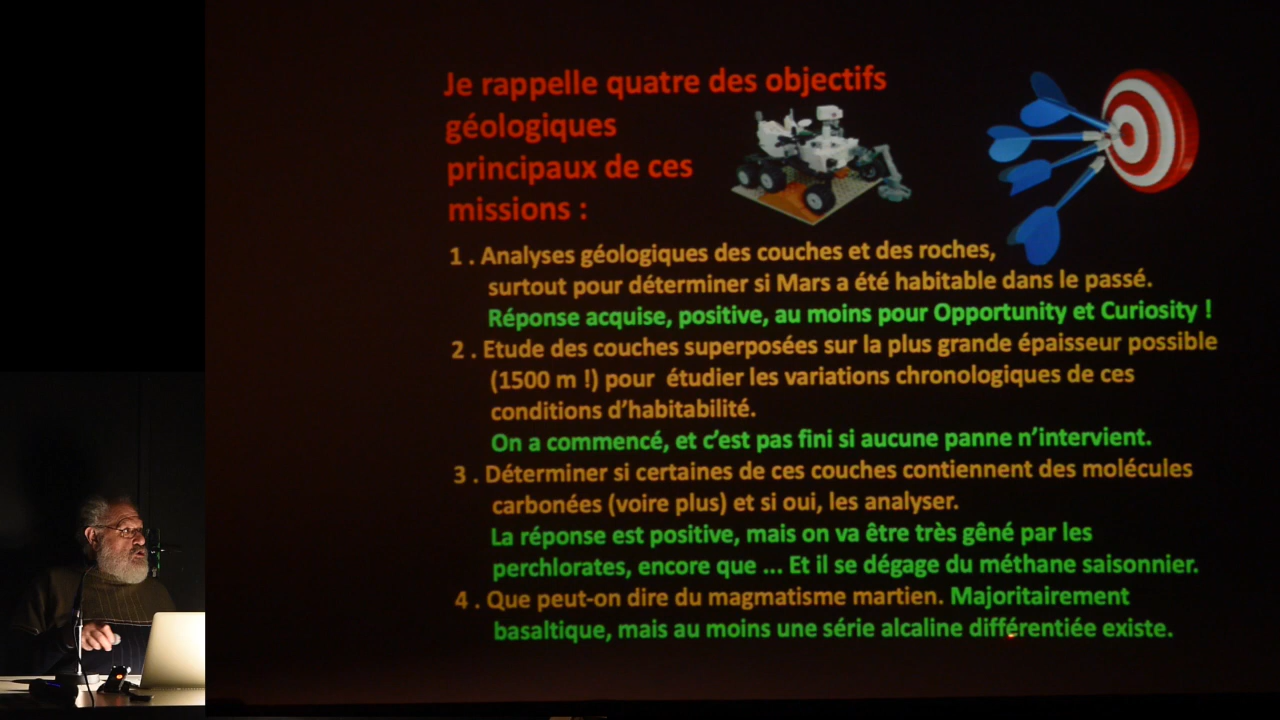 Je rappelle quatre des objectifs
géologiques
principaux de ces
missions :
1 . Analyses géologiques des couches et des roches,
surtout pour déterminer si Mars a été habitable dans le passé.
Réponse acquise, positive, au moins pour Opportunity et Curiosity !
2 . Etude des couches superposées sur la plus grande épaisseur possible
(1500 m !) pour étudier les variations chronologiques de ces
conditions d’habitabilité.
On a commencé, et c’est pas fini si aucune panne n’intervient.
3 . Déterminer si certaines de ces couches contiennent des molécules
carbonées (voire plus) et si oui, les analyser.
La réponse est positive, mais on va être très gêné par les
perchlorates, encore que ... Et il se dégage du méthane saisonnier.
4 . Que peut-on dire du magmatisme martien. Majoritairement
basaltique, mais au moins une série alcaline différentiée existe.